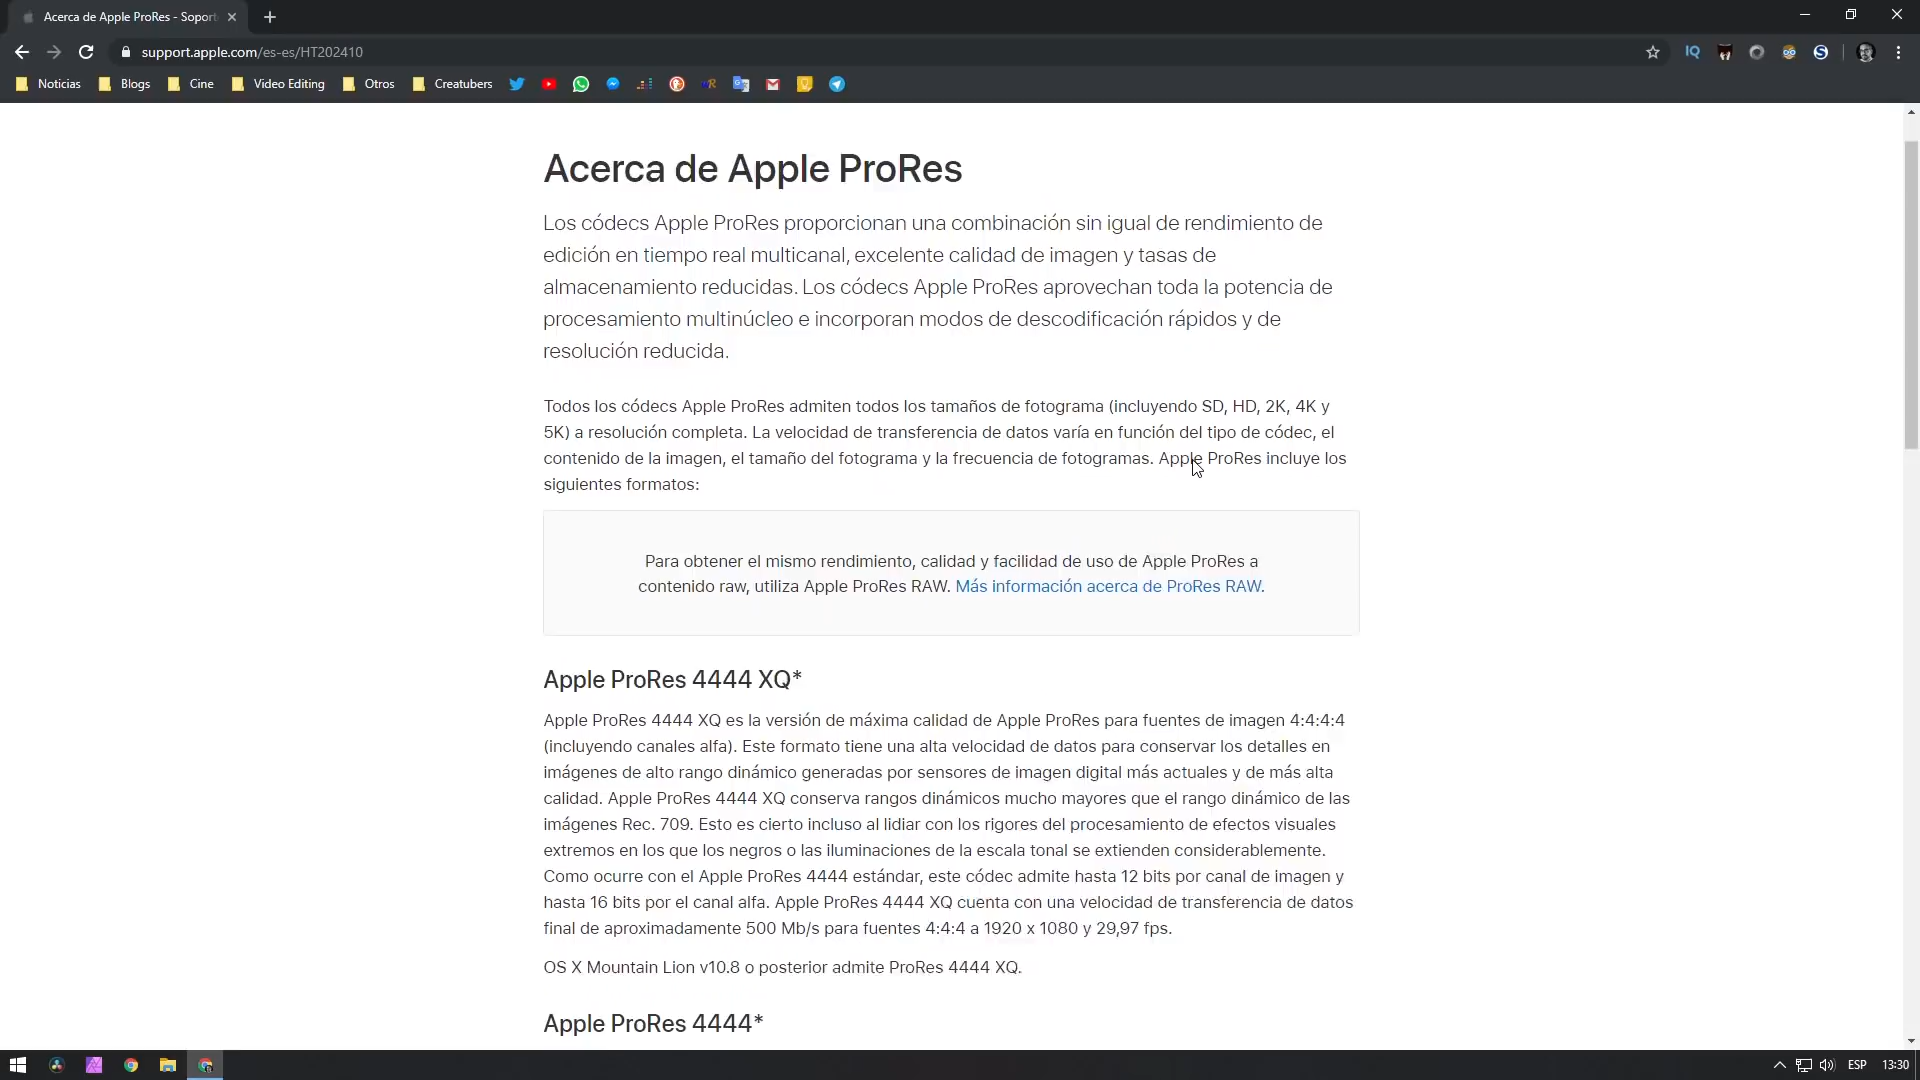 Acerca de Apple ProRes - Soport
support.apple.com/es-es/HT202410
Noticias
Blogs
Cine
Video Editing
Otros
Creatubers
Acerca de Apple ProRes
Los códecs Apple ProRes proporcionan una combinación sin igual de rendimiento de
edición en tiempo real multicanal, excelente calidad de imagen y tasas de
almacenamiento reducidas. Los códecs Apple ProRes aprovechan toda la potencia de
procesamiento multinúcleo e incorporan modos de descodificación rápidos y de
resolución reducida.
Todos los códecs Apple ProRes admiten todos los tamaños de fotograma (incluyendo SD, HD, 2K, 4K y
5K) a resolución completa. La velocidad de transferencia de datos varía en función del tipo de códec, el
contenido de la imagen, el tamaño del fotograma y la frecuencia de fotogramas. Apple ProRes incluye los
siguientes formatos:
Para obtener el mismo rendimiento, calidad y facilidad de uso de Apple ProRes a
contenido raw, utiliza Apple ProRes RAW. Más información acerca de ProRes RAW.
Apple ProRes 4444 XQ*
Apple ProRes 4444 XQ es la versión de máxima calidad de Apple ProRes para fuentes de imagen 4:4:4:4
(incluyendo canales alfa). Este formato tiene una alta velocidad de datos para conservar los detalles en
imágenes de alto rango dinámico generadas por sensores de imagen digital más actuales y de más alta
calidad. Apple ProRes 4444 XQ conserva rangos dinámicos mucho mayores que el rango dinámico de las
imágenes Rec. 709. Esto es cierto incluso al lidiar con los rigores del procesamiento de efectos visuales
extremos en los que los negros o las iluminaciones de la escala tonal se extienden considerablemente.
Como ocurre con el Apple ProRes 4444 estándar, este códec admite hasta 12 bits por canal de imagen y
hasta 16 bits por el canal alfa. Apple ProRes 4444 XQ cuenta con una velocidad de transferencia de datos
final de aproximadamente 500 Mb/s para fuentes 4:4:4 a 1920 x 1080 y 29,97 fps.
OS X Mountain Lion v10.8 o posterior admite ProRes 4444 XQ.
Apple ProRes 4444*
ESP
13:30